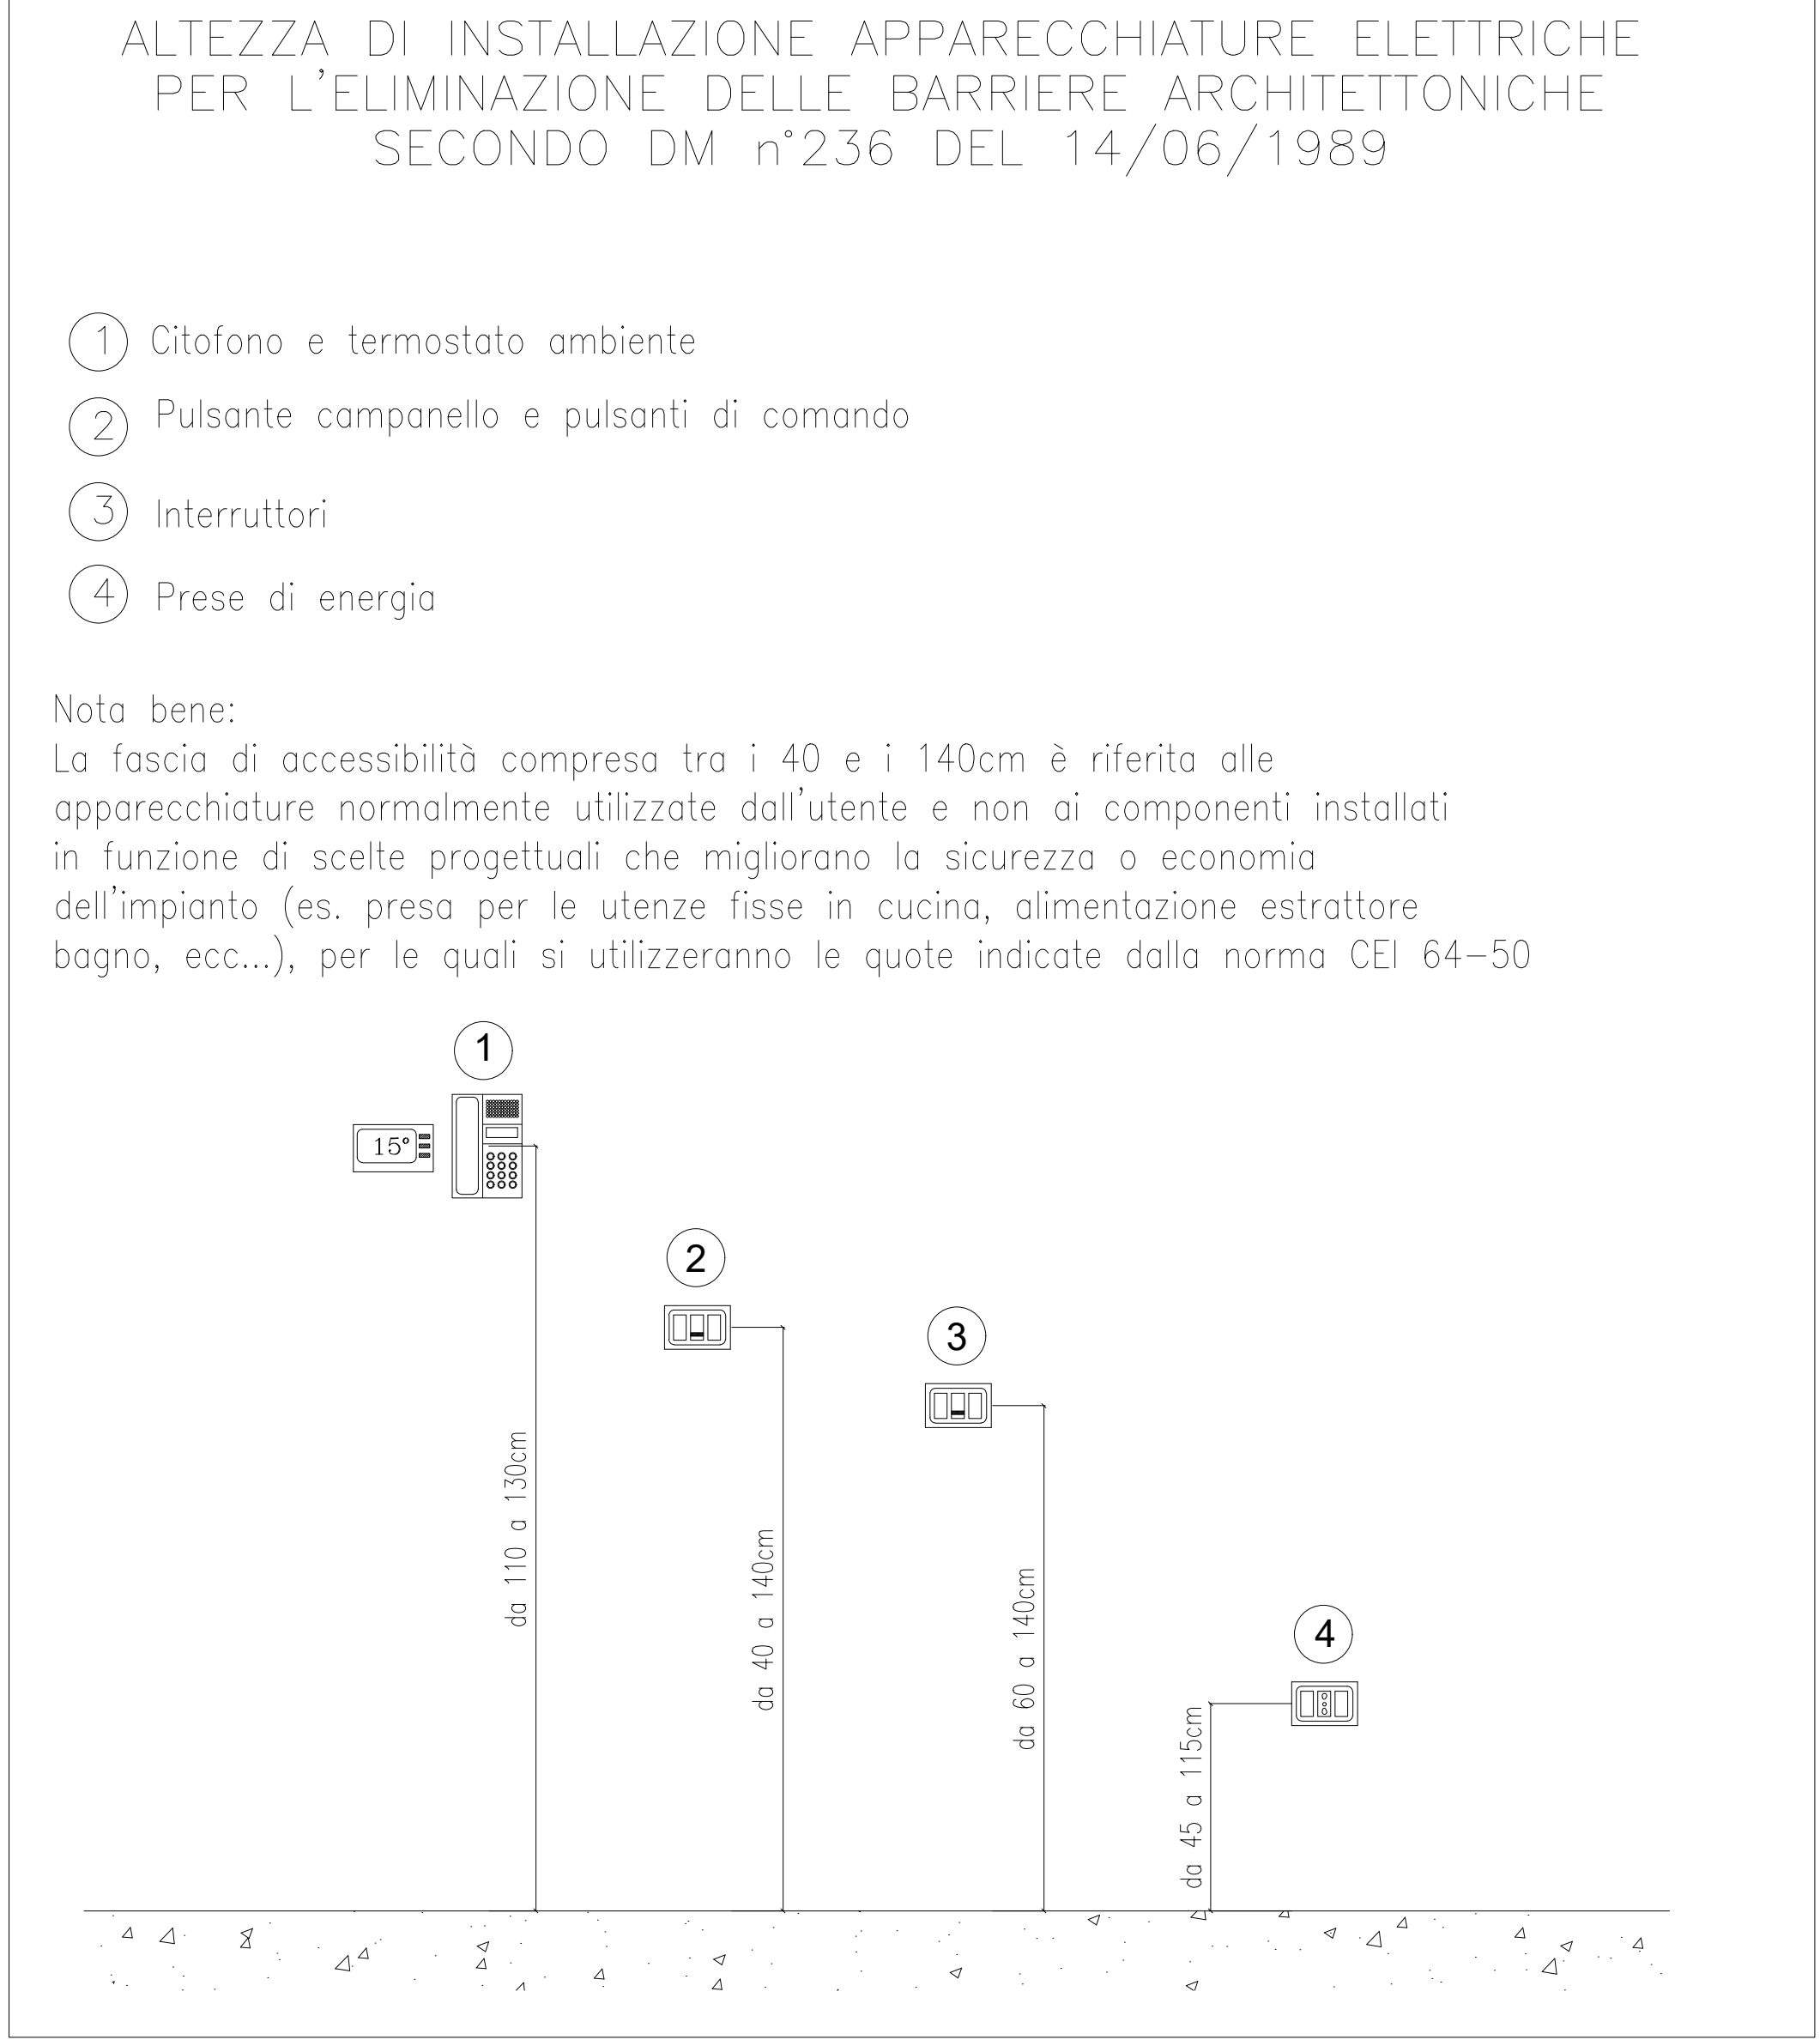 ALTEZZA DI INSTALLAZIONE APPARECCHIATURE ELETTRICHE
PER L'ELIMINAZIONE DELLE BARRIERE ARCHITETTONICHE
SECONDO DM n°236 DEL 14/06/1989
1 Citofono e termostato ambiente
2 Pulsante campanello e pulsanti di comando
3 Interruttori
4 Prese di energia
Nota bene:
La fascia di accessibilità compresa tra i 40 e i 140cm è riferita alle
apparecchiature normalmente utilizzate dall'utente e non ai componenti installati
in funzione di scelte progettuali che migliorano la sicurezza o economia
dell'impianto (es. presa per le utenze fisse in cucina, alimentazione estrattore
bagno, ecc...), per le quali si utilizzeranno le quote indicate dalla norma CEI 64-50
1
15°
da 110 a 130cm
2
da 40 a 140cm
3
da 60 a 140cm
4
da 45 a 115cm